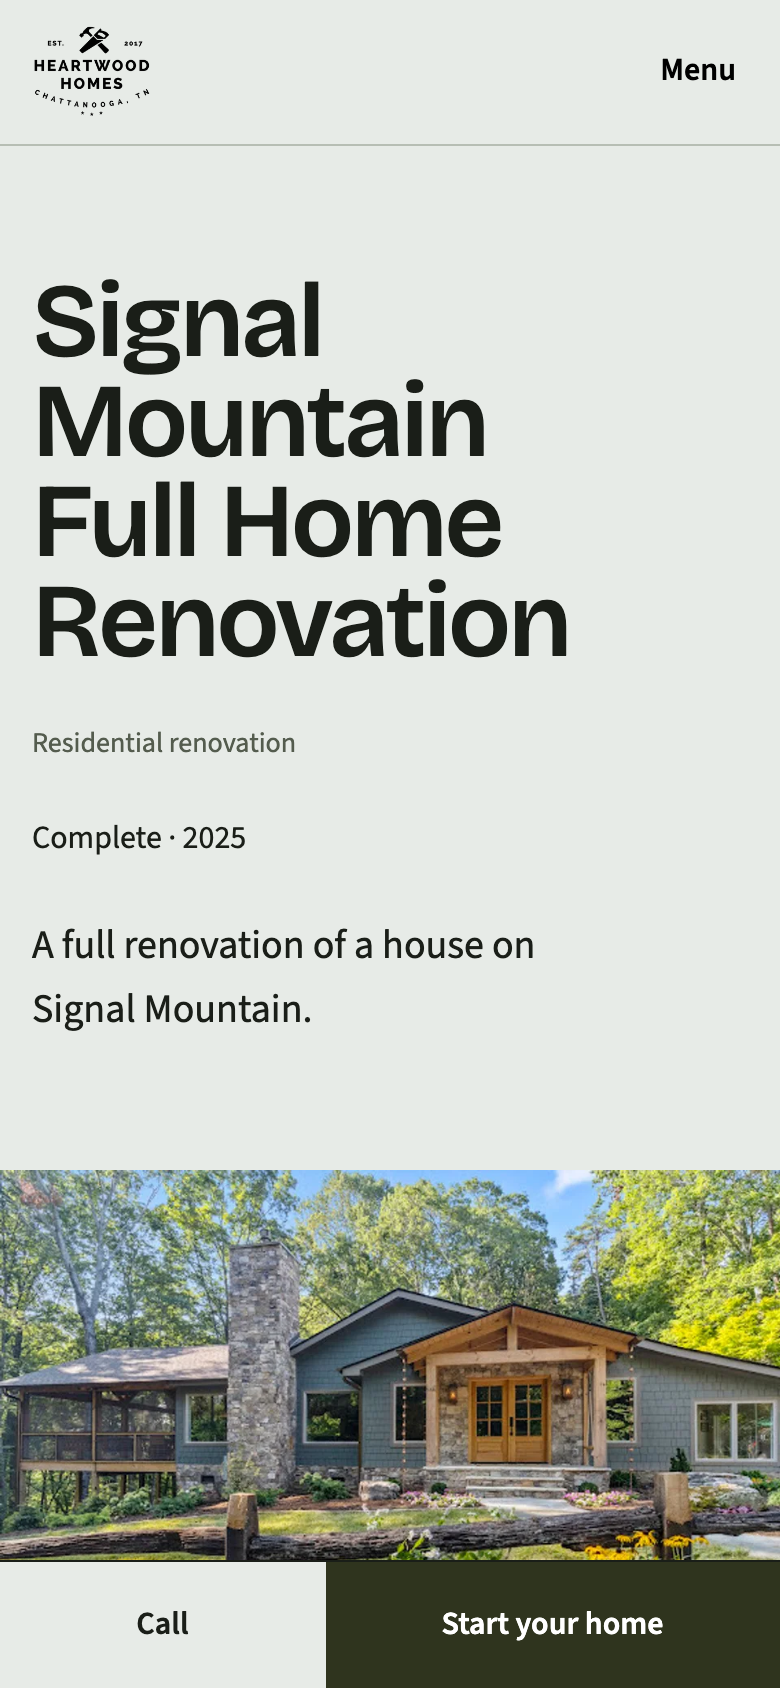 EST. 2017
HEARTWOOD
HOMES
CHATTANOOGA, TN
Menu
Signal
Mountain
Full Home
Renovation
Residential renovation
Complete · 2025
A full renovation of a house on
Signal Mountain.
Call
Start your home